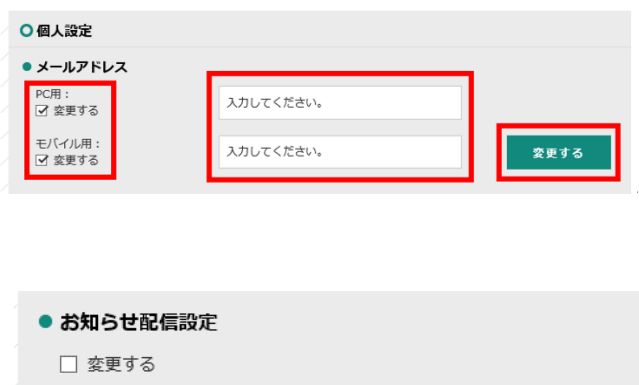 個人設定
メールアドレス
PC用：
変更する
入力してください。
モバイル用：
変更する
入力してください。
変更する
お知らせ配信設定
変更する